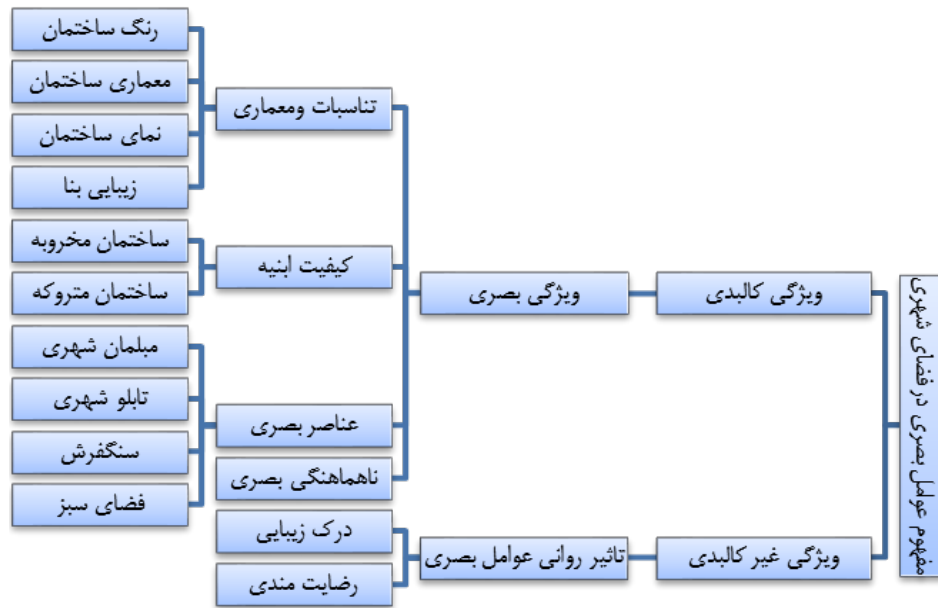 مفهوم عوامل بصری در فضای شهری
ویژگی کالبدی
ویژگی بصری
تناسبات ومعماری
رنگ ساختمان
معماری ساختمان
نمای ساختمان
زیبایی بنا
کیفیت ابنیه
ساختمان مخروبه
ساختمان متروکه
عناصر بصری
مبلمان شهری
تابلو شهری
سنگفرش
فضای سبز
ناهماهنگی بصری
ویژگی غیر کالبدی
تاثیر روانی عوامل بصری
درک زیبایی
رضایت مندی